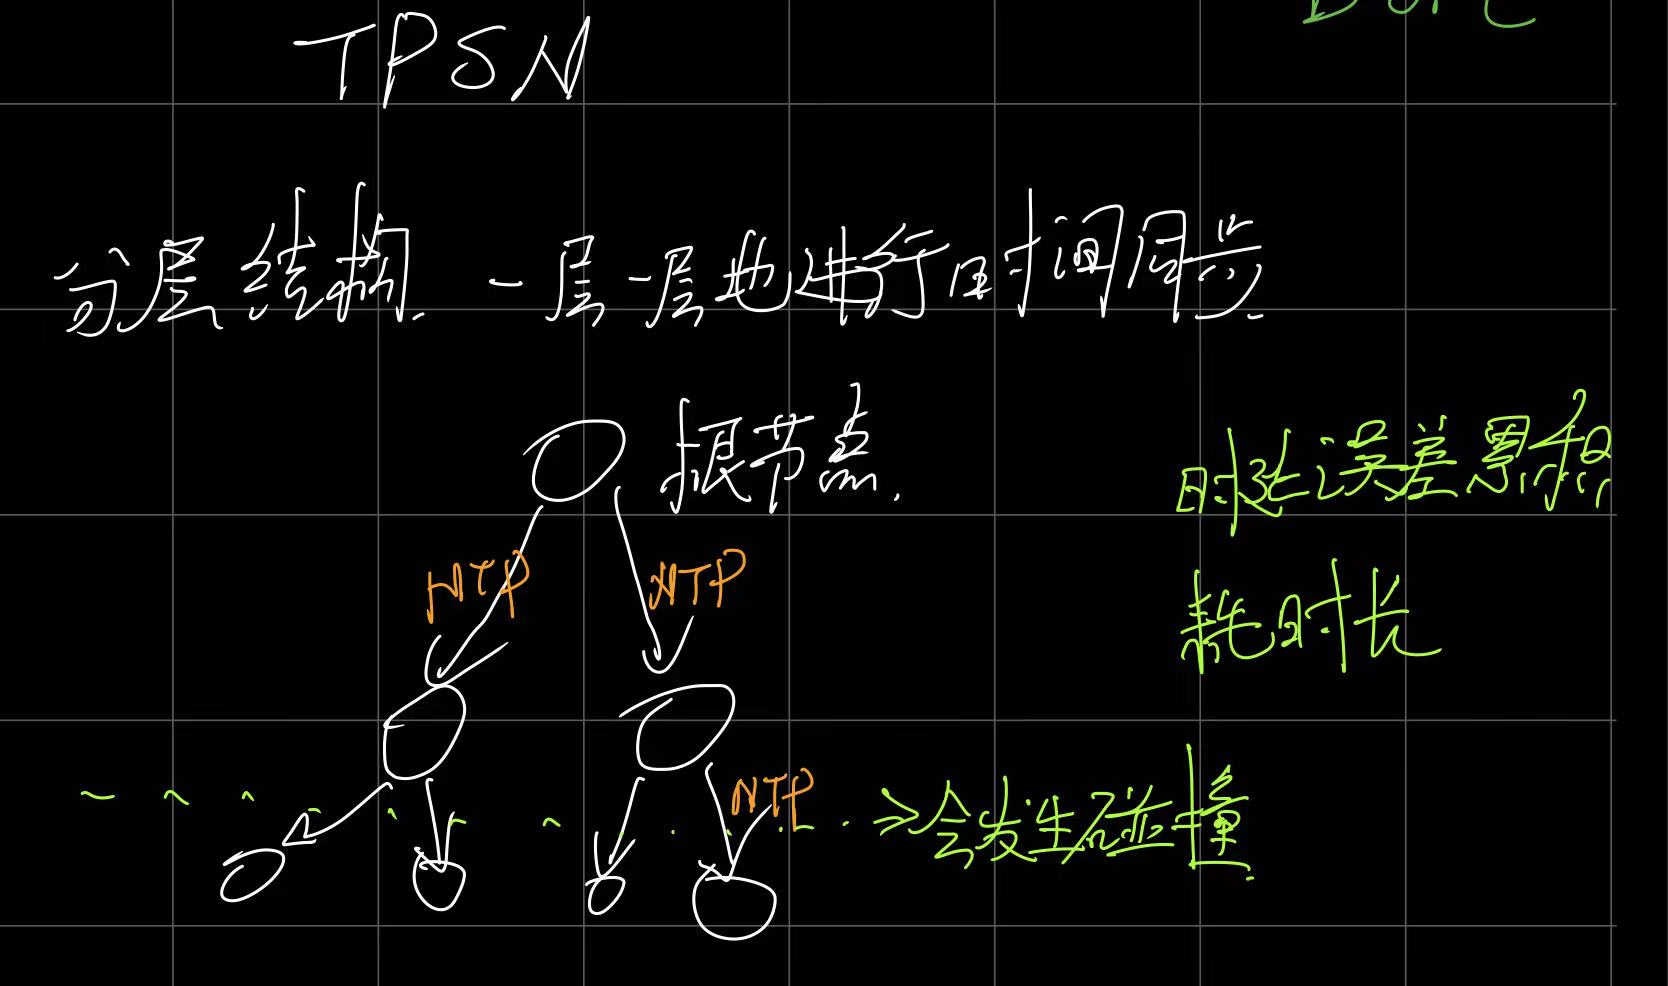 TPSN
分层结构. 一层一层地进行时间同步.
根节点.
时延误差累积
NTP NTP
耗时长
NTP
=>会发生碰撞.